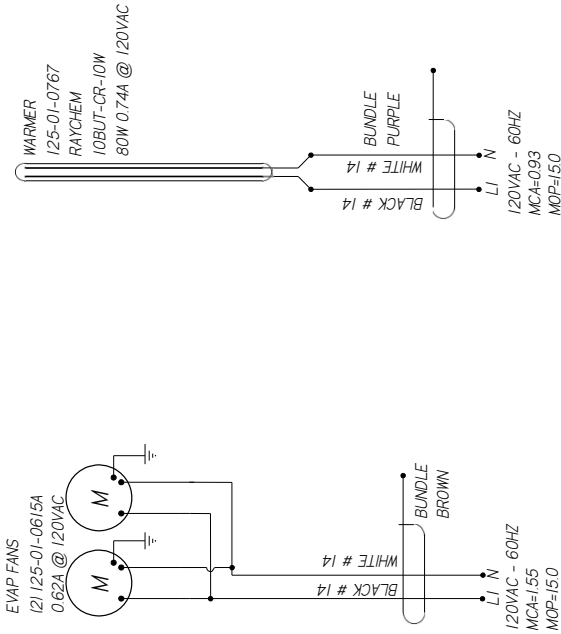 WARMER
125-01-0767
RAYCHEM
10BUT-CR-10W
80W 0.74A @ 120VAC
BUNDLE
PURPLE
WHITE # 14
BLACK # 14
L1
N
120VAC - 60HZ
MCA=0.93
MOP=15.0
EVAP FANS
(2) 125-01-0615A
0.62A @ 120VAC
M
M
BUNDLE
BROWN
WHITE # 14
BLACK # 14
L1
N
120VAC - 60HZ
MCA=1.55
MOP=15.0